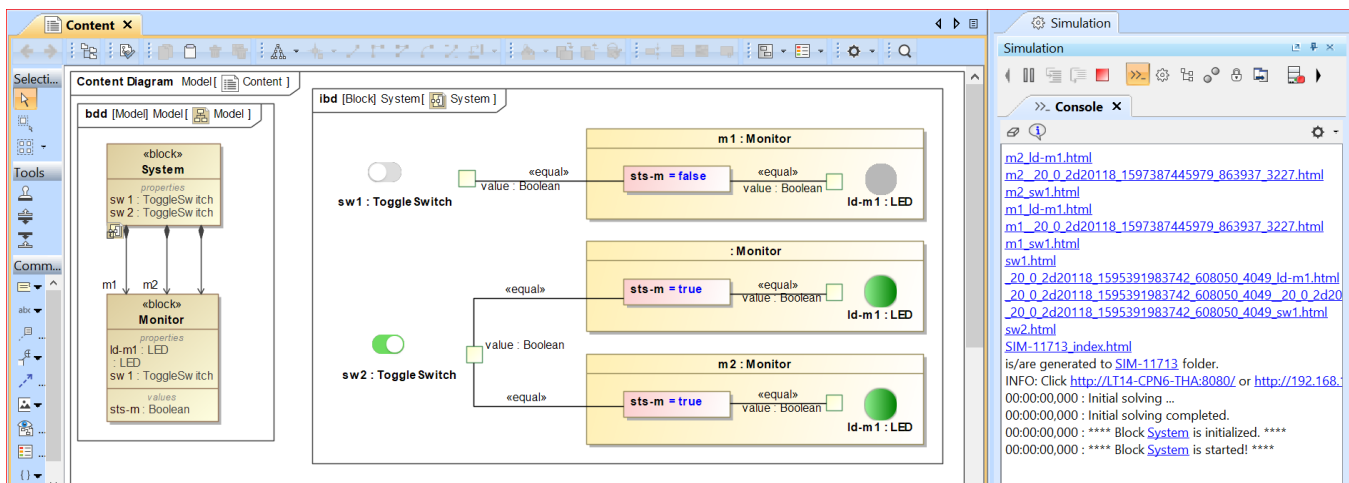 Content
Simulation
Simulation
Selecti...
Tools
Comm...
abc
Content Diagram Model[ Content ]
bdd [Model] Model[ Model ]
«block»
System
properties
sw 1 : ToggleSwitch
sw 2 : ToggleSwitch
m1
m2
«block»
Monitor
properties
ld-m1 : LED
: LED
sw 1 : ToggleSw itch
values
sts-m : Boolean
ibd [Block] System[ System ]
sw1 : Toggle Switch
«equal»
value : Boolean
m1 : Monitor
sts-m = false
«equal»
value : Boolean
ld-m1 : LED
: Monitor
«equal»
sts-m = true
«equal»
value : Boolean
ld-m1 : LED
sw2 : Toggle Switch
value : Boolean
«equal»
m2 : Monitor
sts-m = true
«equal»
value : Boolean
ld-m1 : LED
Console
m2_ld-m1.html
m2__20_0_2d20118_1597387445979_863937_3227.html
m2_sw1.html
m1_ld-m1.html
m1__20_0_2d20118_1597387445979_863937_3227.html
m1_sw1.html
sw1.html
_20_0_2d20118_1595391983742_608050_4049_ld-m1.html
_20_0_2d20118_1595391983742_608050_4049__20_0_2d20
_20_0_2d20118_1595391983742_608050_4049_sw1.html
sw2.html
SIM-11713_index.html
is/are generated to SIM-11713 folder.
INFO: Click http://LT14-CPN6-THA:8080/ or http://192.168.
00:00:00,000 : Initial solving ...
00:00:00,000 : Initial solving completed.
00:00:00,000 : **** Block System is initialized. ****
00:00:00,000 : **** Block System is started! ****